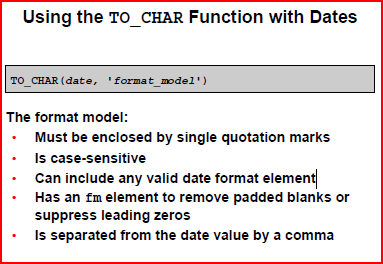 Using the TO_CHAR Function with Dates
TO_CHAR(date, 'format_model')
The format model:
• Must be enclosed by single quotation marks
• Is case-sensitive
• Can include any valid date format element
• Has an fm element to remove padded blanks or
suppress leading zeros
• Is separated from the date value by a comma